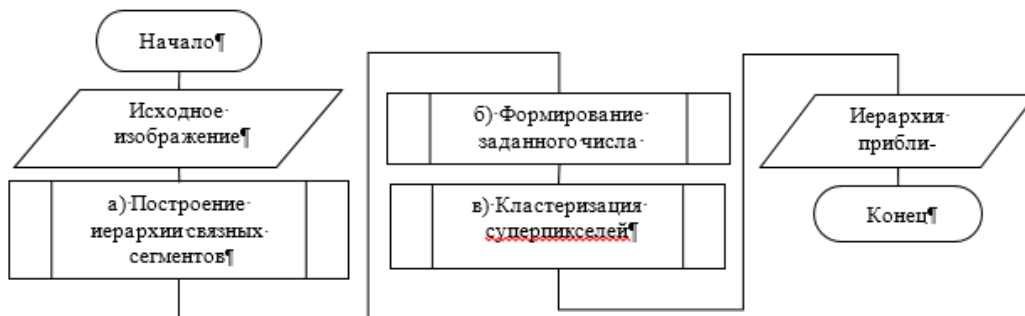 Начало¶
Исходное·
изображение¶
а)·Построение·
иерархии связных·
сегментов¶
б)·Формирование·
заданного числа·
в)·Кластеризация·
суперпикселей¶
Иерархия·
прибли-
Конец¶